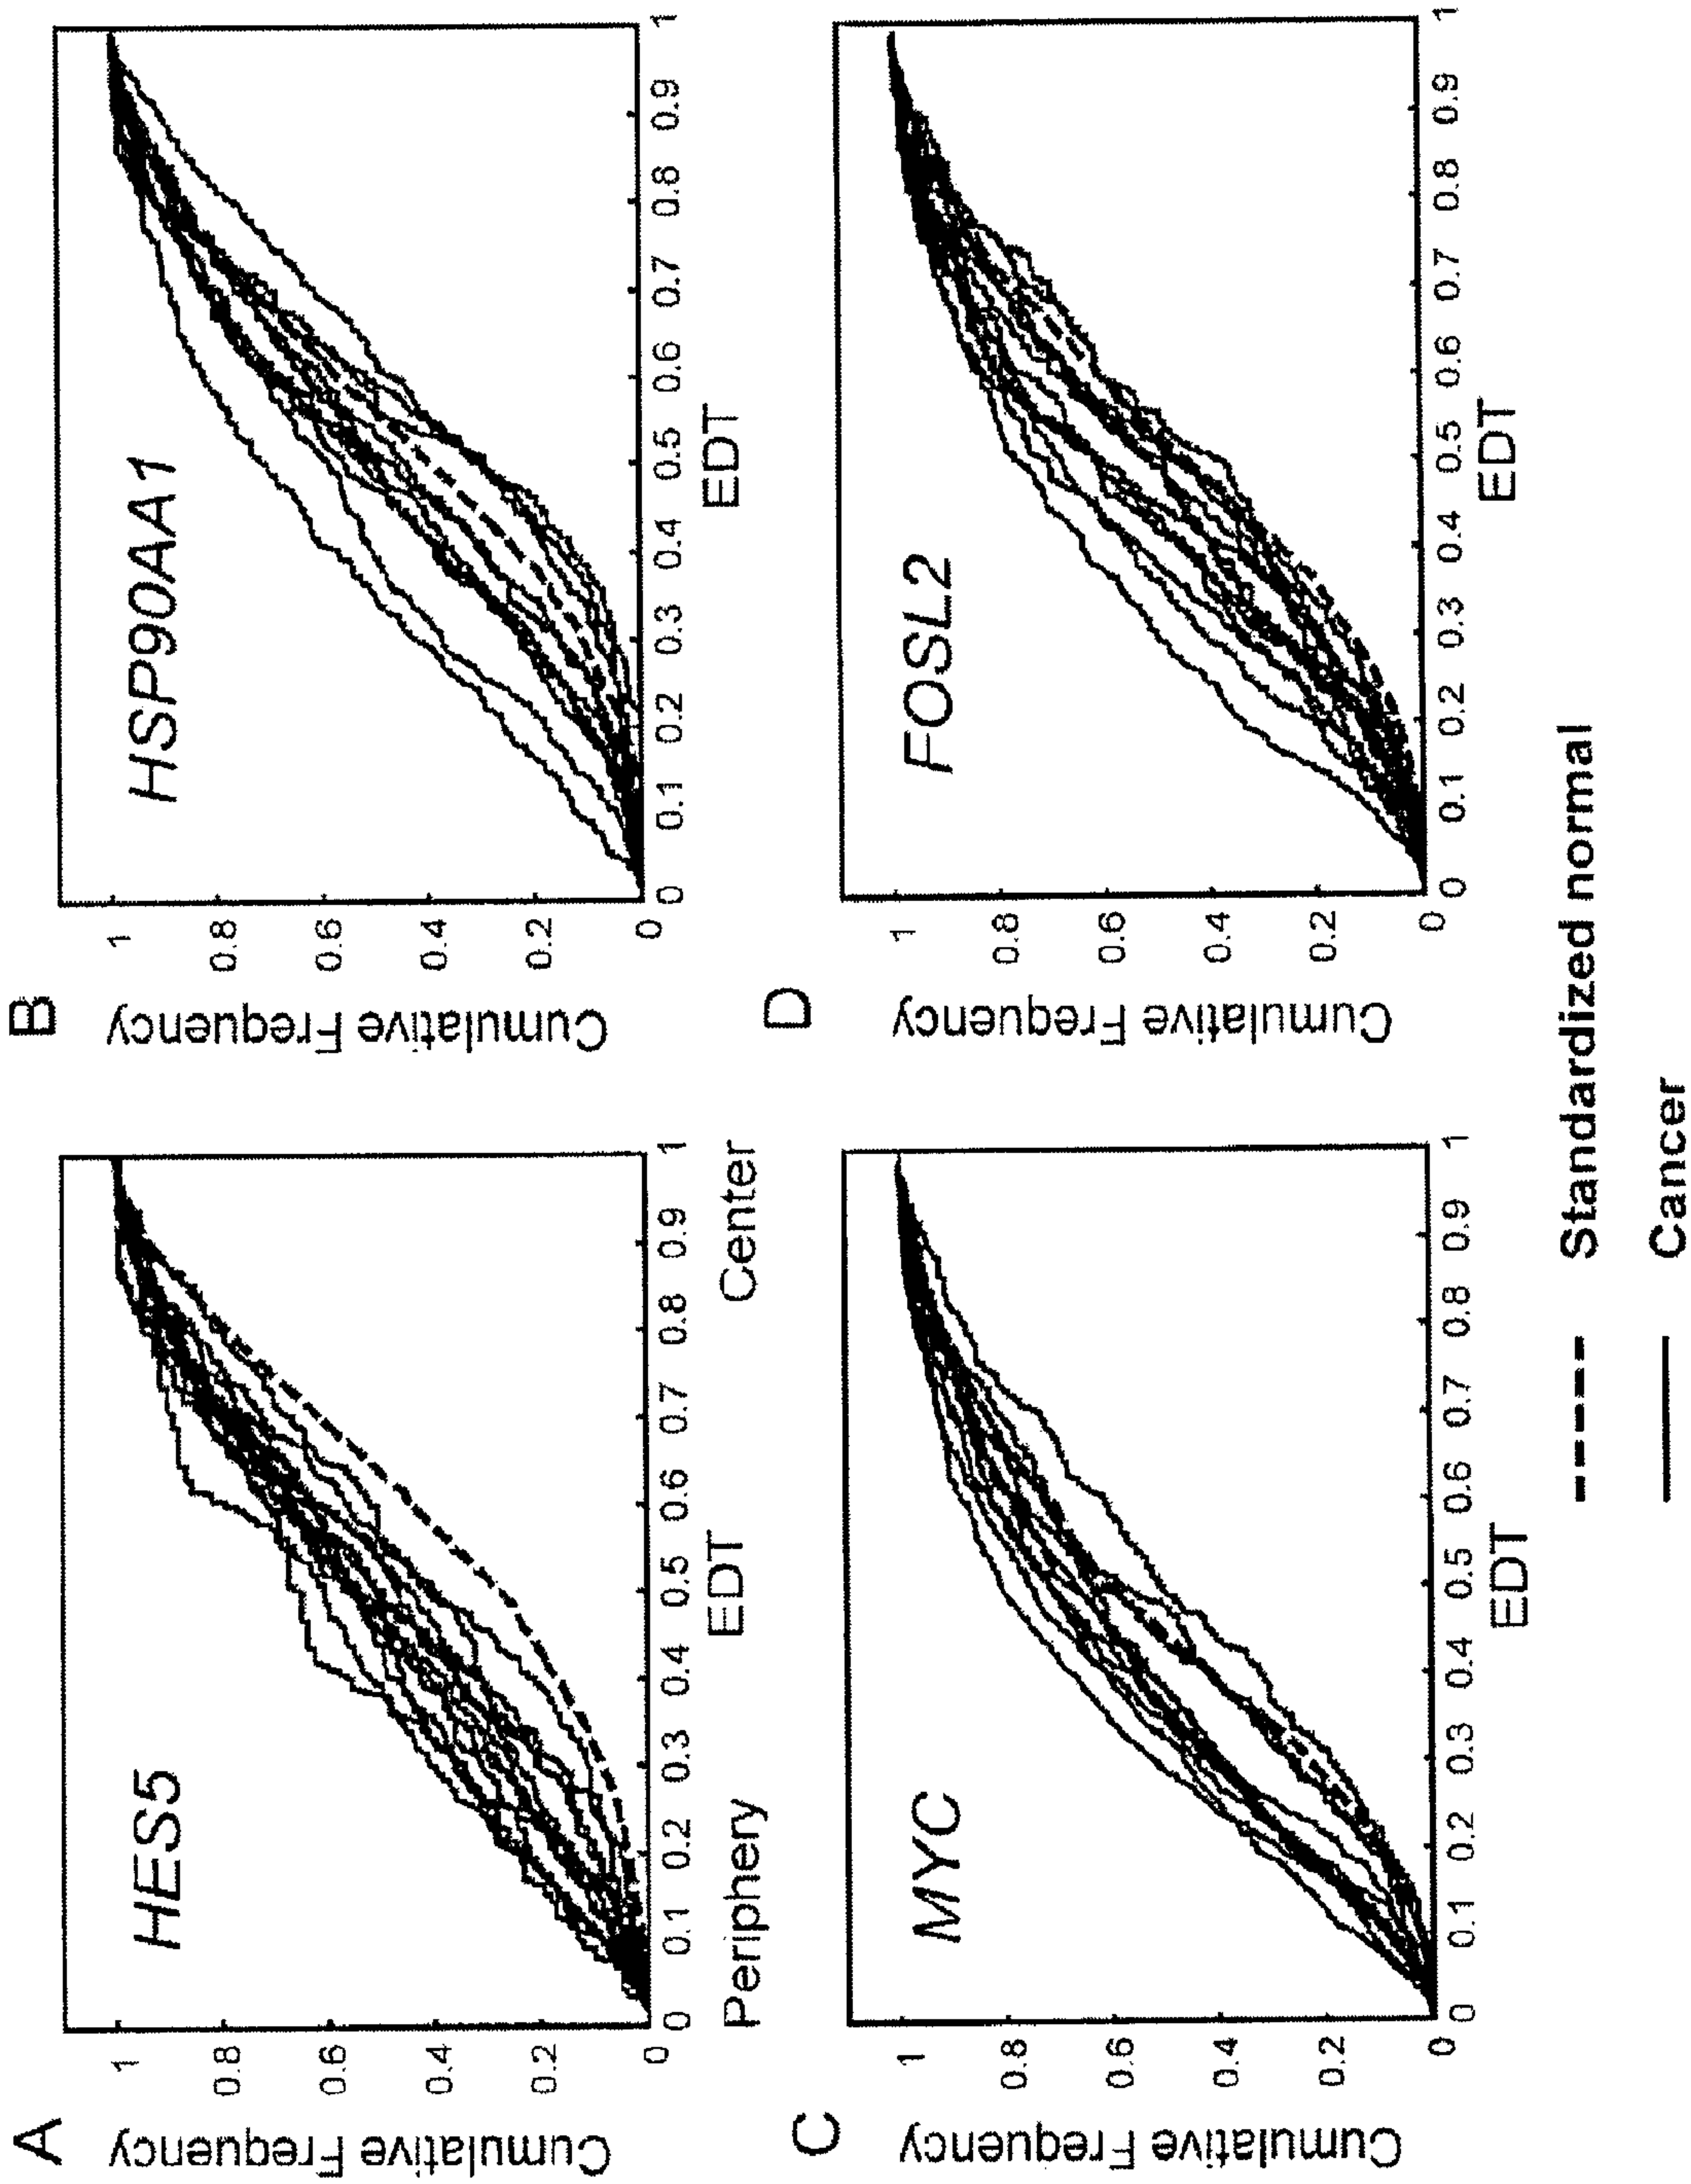 A
HES5
Cumulative Frequency
1
0.8
0.6
0.4
0.2
0
0 0.1 0.2 0.3 0.4 0.5 0.6 0.7 0.8 0.9 1
Periphery EDT Center
B
HSP90AA1
Cumulative Frequency
1
0.8
0.6
0.4
0.2
0
0 0.1 0.2 0.3 0.4 0.5 0.6 0.7 0.8 0.9 1
EDT
C
MYC
Cumulative Frequency
1
0.8
0.6
0.4
0.2
0
0 0.1 0.2 0.3 0.4 0.5 0.6 0.7 0.8 0.9 1
EDT
D
FOSL2
Cumulative Frequency
1
0.8
0.6
0.4
0.2
0
0 0.1 0.2 0.3 0.4 0.5 0.6 0.7 0.8 0.9 1
EDT
Standardized normal
Cancer